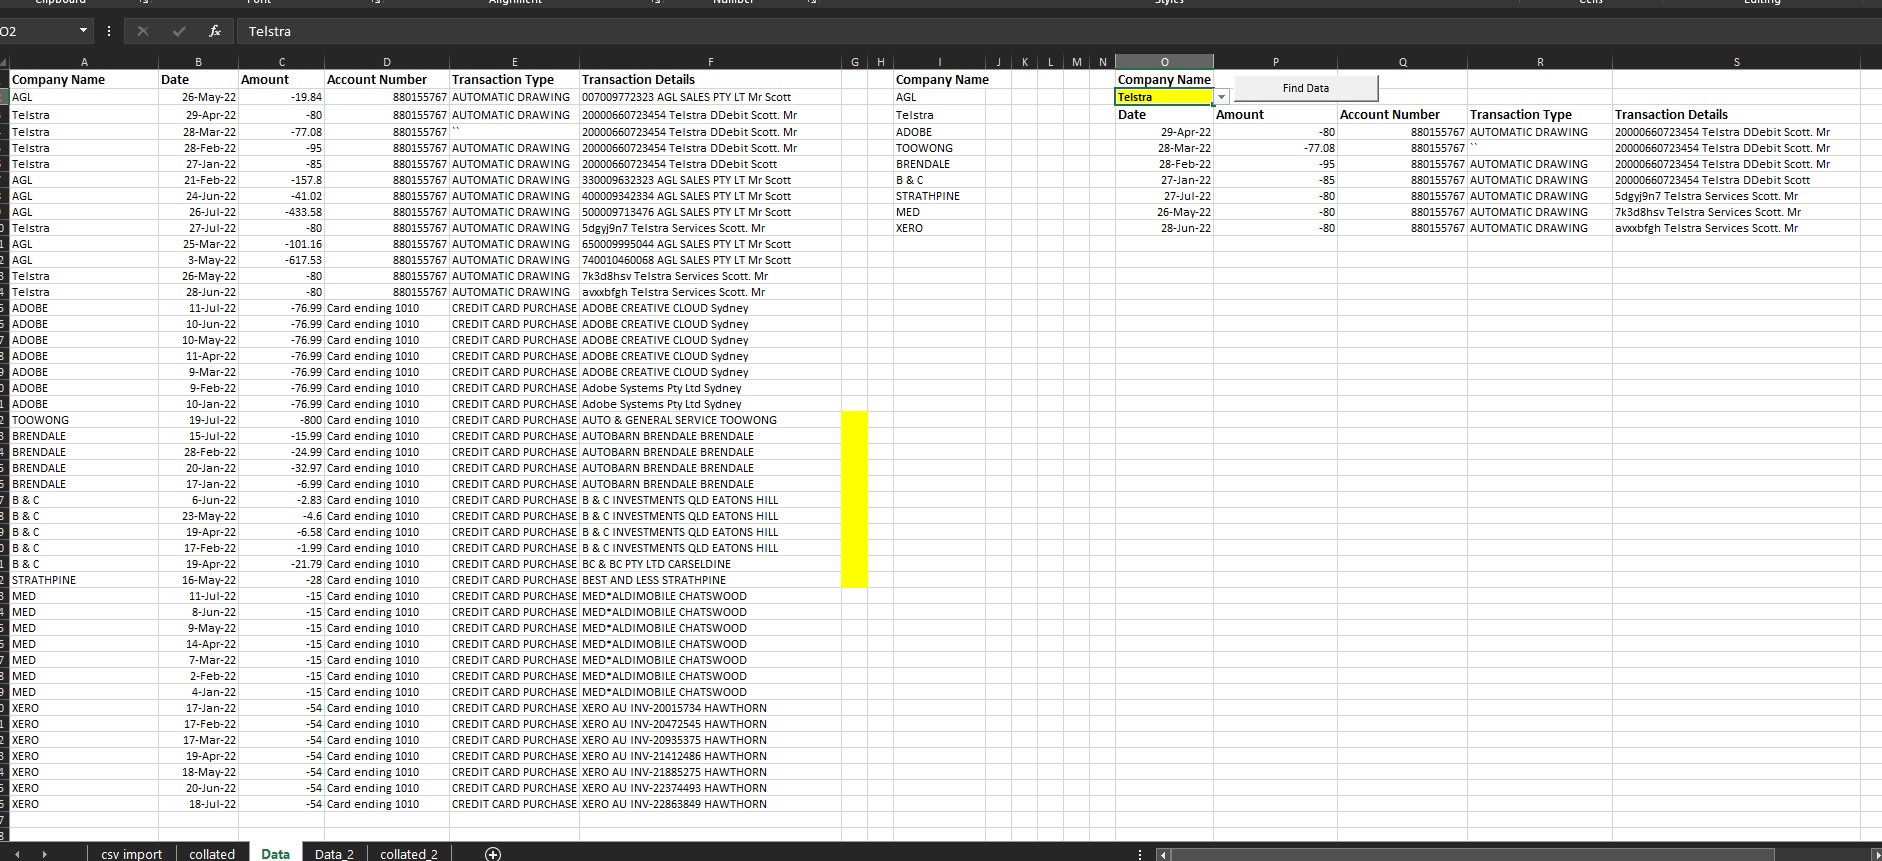 Clipboard Font Alignment Number Styles Cells Editing
O2 fx Telstra
A B C D E F G H I J K L M N O P Q R S
Company Name Date Amount Account Number Transaction Type Transaction Details Company Name Company Name
AGL 26-May-22 -19.84 880155767 AUTOMATIC DRAWING 007009772323 AGL SALES PTY LT Mr Scott AGL Telstra Find Data
Telstra 29-Apr-22 -80 880155767 AUTOMATIC DRAWING 20000660723454 Telstra DDebit Scott. Mr Telstra Date Amount Account Number Transaction Type Transaction Details
Telstra 28-Mar-22 -77.08 880155767 `` 20000660723454 Telstra DDebit Scott. Mr ADOBE 29-Apr-22 -80 880155767 AUTOMATIC DRAWING 20000660723454 Telstra DDebit Scott. Mr
Telstra 28-Feb-22 -95 880155767 AUTOMATIC DRAWING 20000660723454 Telstra DDebit Scott. Mr TOOWONG 28-Mar-22 -77.08 880155767 `` 20000660723454 Telstra DDebit Scott. Mr
Telstra 27-Jan-22 -85 880155767 AUTOMATIC DRAWING 20000660723454 Telstra DDebit Scott BRENDALE 28-Feb-22 -95 880155767 AUTOMATIC DRAWING 20000660723454 Telstra DDebit Scott. Mr
AGL 21-Feb-22 -157.8 880155767 AUTOMATIC DRAWING 330009632323 AGL SALES PTY LT Mr Scott B & C 27-Jan-22 -85 880155767 AUTOMATIC DRAWING 20000660723454 Telstra DDebit Scott
AGL 24-Jun-22 -41.02 880155767 AUTOMATIC DRAWING 400009342334 AGL SALES PTY LT Mr Scott STRATHPINE 27-Jul-22 -80 880155767 AUTOMATIC DRAWING 5dgyj9n7 Telstra Services Scott. Mr
AGL 26-Jul-22 -433.58 880155767 AUTOMATIC DRAWING 500009713476 AGL SALES PTY LT Mr Scott MED 26-May-22 -80 880155767 AUTOMATIC DRAWING 7k3d8hsv Telstra Services Scott. Mr
Telstra 27-Jul-22 -80 880155767 AUTOMATIC DRAWING 5dgyj9n7 Telstra Services Scott. Mr XERO 28-Jun-22 -80 880155767 AUTOMATIC DRAWING avxxbfgh Telstra Services Scott. Mr
AGL 25-Mar-22 -101.16 880155767 AUTOMATIC DRAWING 650009995044 AGL SALES PTY LT Mr Scott
AGL 3-May-22 -617.53 880155767 AUTOMATIC DRAWING 740010460068 AGL SALES PTY LT Mr Scott
Telstra 26-May-22 -80 880155767 AUTOMATIC DRAWING 7k3d8hsv Telstra Services Scott. Mr
Telstra 28-Jun-22 -80 880155767 AUTOMATIC DRAWING avxxbfgh Telstra Services Scott. Mr
ADOBE 11-Jul-22 -76.99 Card ending 1010 CREDIT CARD PURCHASE ADOBE CREATIVE CLOUD Sydney
ADOBE 10-Jun-22 -76.99 Card ending 1010 CREDIT CARD PURCHASE ADOBE CREATIVE CLOUD Sydney
ADOBE 10-May-22 -76.99 Card ending 1010 CREDIT CARD PURCHASE ADOBE CREATIVE CLOUD Sydney
ADOBE 11-Apr-22 -76.99 Card ending 1010 CREDIT CARD PURCHASE ADOBE CREATIVE CLOUD Sydney
ADOBE 9-Mar-22 -76.99 Card ending 1010 CREDIT CARD PURCHASE ADOBE CREATIVE CLOUD Sydney
ADOBE 9-Feb-22 -76.99 Card ending 1010 CREDIT CARD PURCHASE Adobe Systems Pty Ltd Sydney
ADOBE 10-Jan-22 -76.99 Card ending 1010 CREDIT CARD PURCHASE Adobe Systems Pty Ltd Sydney
TOOWONG 19-Jul-22 -800 Card ending 1010 CREDIT CARD PURCHASE AUTO & GENERAL SERVICE TOOWONG
BRENDALE 15-Jul-22 -15.99 Card ending 1010 CREDIT CARD PURCHASE AUTOBARN BRENDALE BRENDALE
BRENDALE 28-Feb-22 -24.99 Card ending 1010 CREDIT CARD PURCHASE AUTOBARN BRENDALE BRENDALE
BRENDALE 20-Jan-22 -32.97 Card ending 1010 CREDIT CARD PURCHASE AUTOBARN BRENDALE BRENDALE
BRENDALE 17-Jan-22 -6.99 Card ending 1010 CREDIT CARD PURCHASE AUTOBARN BRENDALE BRENDALE
B & C 6-Jun-22 -2.83 Card ending 1010 CREDIT CARD PURCHASE B & C INVESTMENTS QLD EATONS HILL
B & C 23-May-22 -4.6 Card ending 1010 CREDIT CARD PURCHASE B & C INVESTMENTS QLD EATONS HILL
B & C 19-Apr-22 -6.58 Card ending 1010 CREDIT CARD PURCHASE B & C INVESTMENTS QLD EATONS HILL
B & C 17-Feb-22 -1.99 Card ending 1010 CREDIT CARD PURCHASE B & C INVESTMENTS QLD EATONS HILL
B & C 19-Apr-22 -21.79 Card ending 1010 CREDIT CARD PURCHASE BC & BC PTY LTD CARSELDINE
STRATHPINE 16-May-22 -28 Card ending 1010 CREDIT CARD PURCHASE BEST AND LESS STRATHPINE
MED 11-Jul-22 -15 Card ending 1010 CREDIT CARD PURCHASE MED*ALDIMOBILE CHATSWOOD
MED 8-Jun-22 -15 Card ending 1010 CREDIT CARD PURCHASE MED*ALDIMOBILE CHATSWOOD
MED 9-May-22 -15 Card ending 1010 CREDIT CARD PURCHASE MED*ALDIMOBILE CHATSWOOD
MED 14-Apr-22 -15 Card ending 1010 CREDIT CARD PURCHASE MED*ALDIMOBILE CHATSWOOD
MED 7-Mar-22 -15 Card ending 1010 CREDIT CARD PURCHASE MED*ALDIMOBILE CHATSWOOD
MED 2-Feb-22 -15 Card ending 1010 CREDIT CARD PURCHASE MED*ALDIMOBILE CHATSWOOD
MED 4-Jan-22 -15 Card ending 1010 CREDIT CARD PURCHASE MED*ALDIMOBILE CHATSWOOD
XERO 17-Jan-22 -54 Card ending 1010 CREDIT CARD PURCHASE XERO AU INV-20015734 HAWTHORN
XERO 17-Feb-22 -54 Card ending 1010 CREDIT CARD PURCHASE XERO AU INV-20472545 HAWTHORN
XERO 17-Mar-22 -54 Card ending 1010 CREDIT CARD PURCHASE XERO AU INV-20935375 HAWTHORN
XERO 19-Apr-22 -54 Card ending 1010 CREDIT CARD PURCHASE XERO AU INV-21412486 HAWTHORN
XERO 18-May-22 -54 Card ending 1010 CREDIT CARD PURCHASE XERO AU INV-21885275 HAWTHORN
XERO 20-Jun-22 -54 Card ending 1010 CREDIT CARD PURCHASE XERO AU INV-22374493 HAWTHORN
XERO 18-Jul-22 -54 Card ending 1010 CREDIT CARD PURCHASE XERO AU INV-22863849 HAWTHORN
csv import collated Data Data_2 collated_2